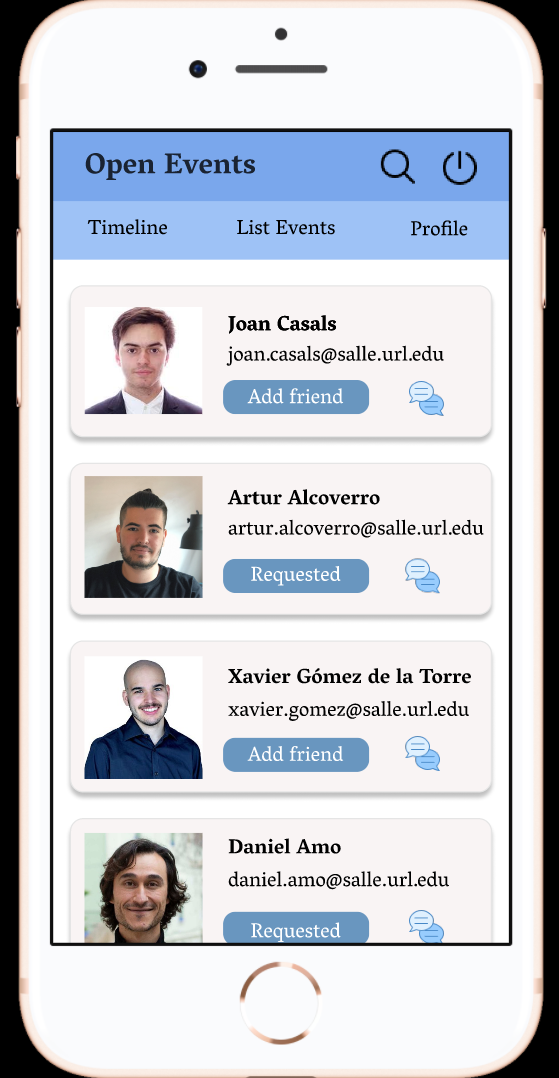 Open Events
Timeline List Events Profile
Joan Casals
joan.casals@salle.url.edu
Add friend
Artur Alcoverro
artur.alcoverro@salle.url.edu
Requested
Xavier Gómez de la Torre
xavier.gomez@salle.url.edu
Add friend
Daniel Amo
daniel.amo@salle.url.edu
Requested